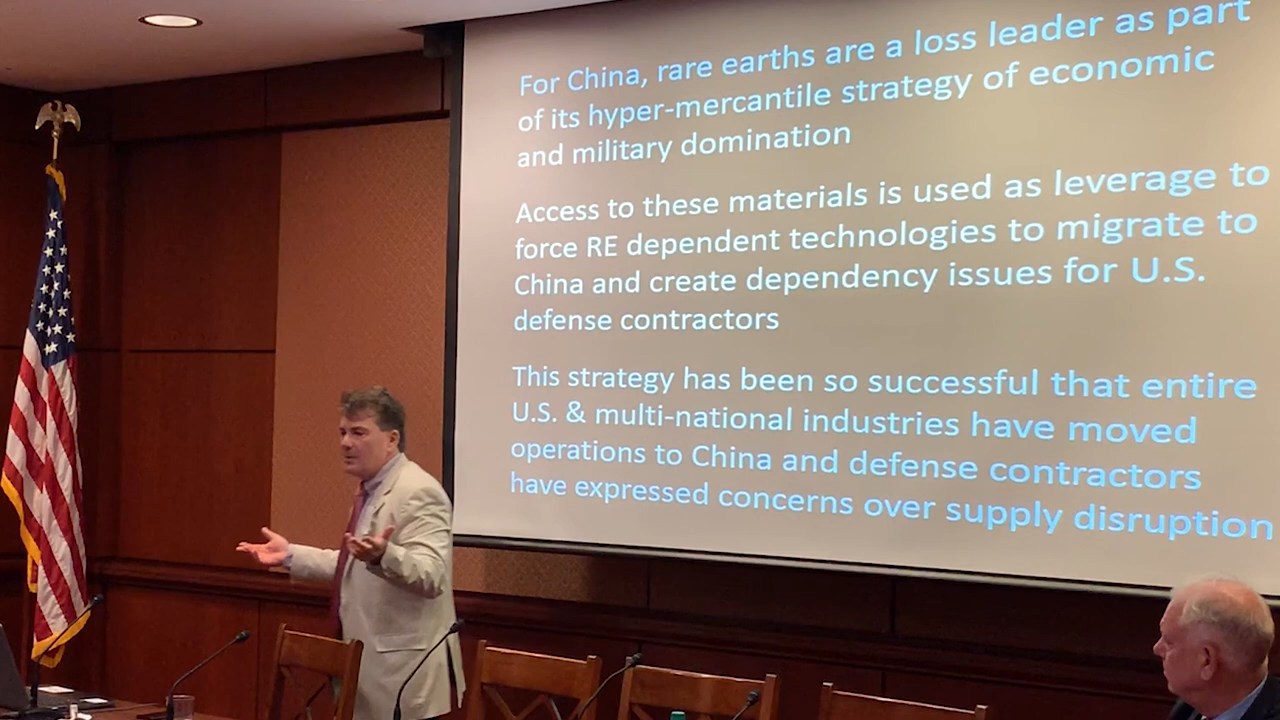 For China, rare earths are a loss leader as part
of its hyper-mercantile strategy of economic
and military domination
Access to these materials is used as leverage to
force RE dependent technologies to migrate to
China and create dependency issues for U.S.
defense contractors
This strategy has been so successful that entire
U.S. & multi-national industries have moved
operations to China and defense contractors
have expressed concerns over supply disruption